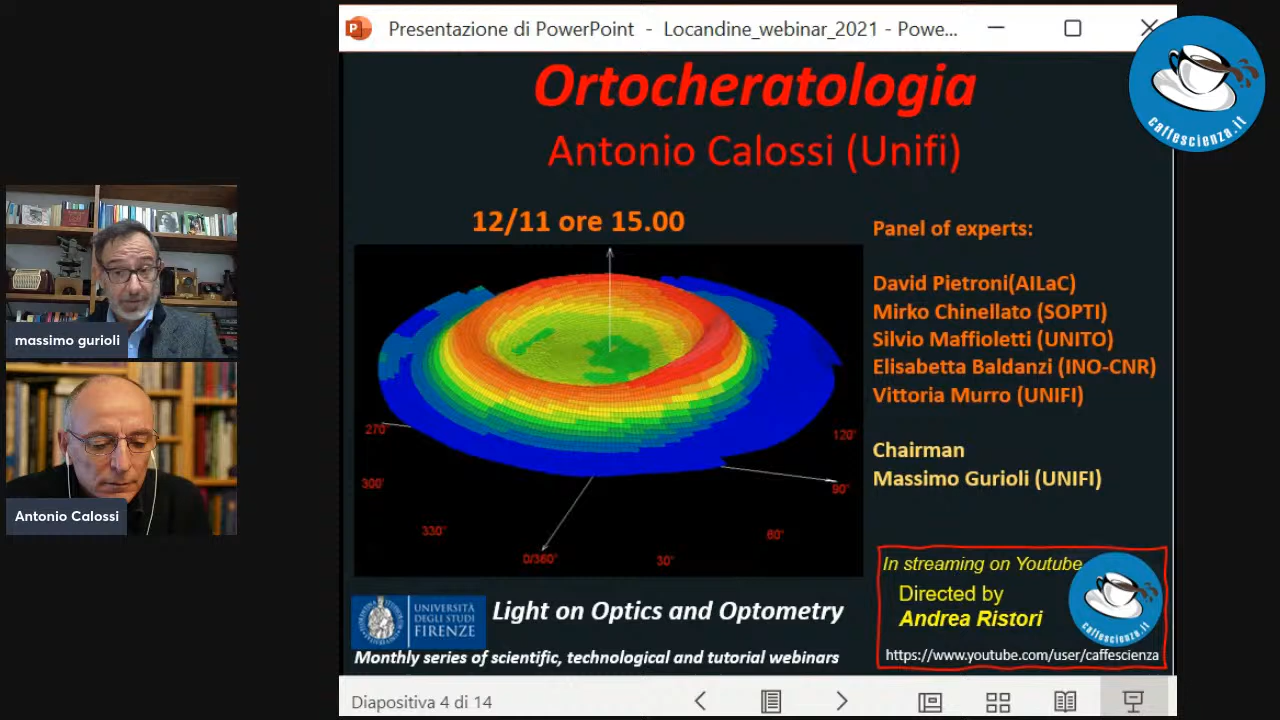 Presentazione di PowerPoint - Locandine_webinar_2021 - Powe...
caffescienza.it
Ortocheratologia
Antonio Calossi (Unifi)
12/11 ore 15.00
270°
300°
330°
0/360°
30°
60°
90°
120°
Panel of experts:
David Pietroni(AILaC)
Mirko Chinellato (SOPTI)
Silvio Maffioletti (UNITO)
Elisabetta Baldanzi (INO-CNR)
Vittoria Murro (UNIFI)
Chairman
Massimo Gurioli (UNIFI)
massimo gurioli
Antonio Calossi
UNIVERSITÀ
DEGLI STUDI
FIRENZE
Light on Optics and Optometry
Monthly series of scientific, technological and tutorial webinars
In streaming on Youtube
Directed by
Andrea Ristori
caffescienza.it
https://www.youtube.com/user/caffescienza
Diapositiva 4 di 14